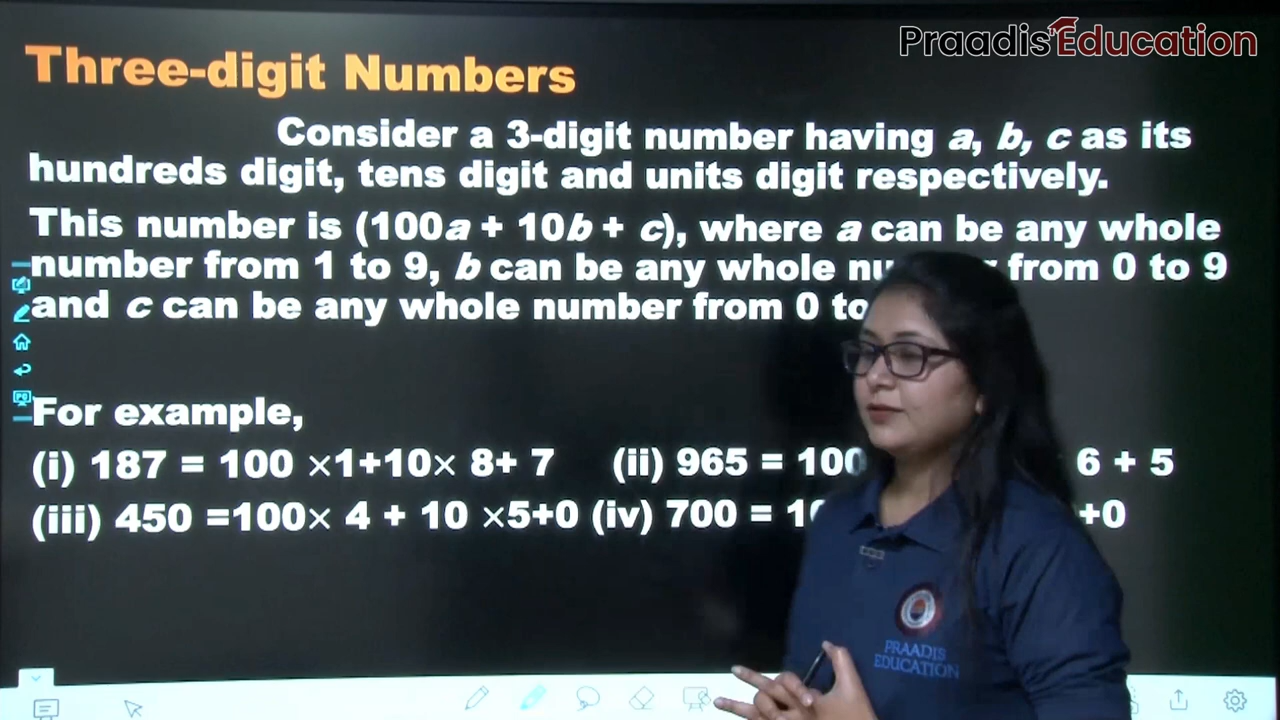 Praadis Education
Three-digit Numbers
Consider a 3-digit number having a, b, c as its
hundreds digit, tens digit and units digit respectively.
This number is (100a + 10b + c), where a can be any whole
number from 1 to 9, b can be any whole from 0 to 9
and c can be any whole number from 0 to
For example,
(i) 187 = 100 ×1+10× 8+ 7 (ii) 965 = 100 6 + 5
(iii) 450 =100× 4 + 10 ×5+0 (iv) 700 = +0
PRAADIS
EDUCATION